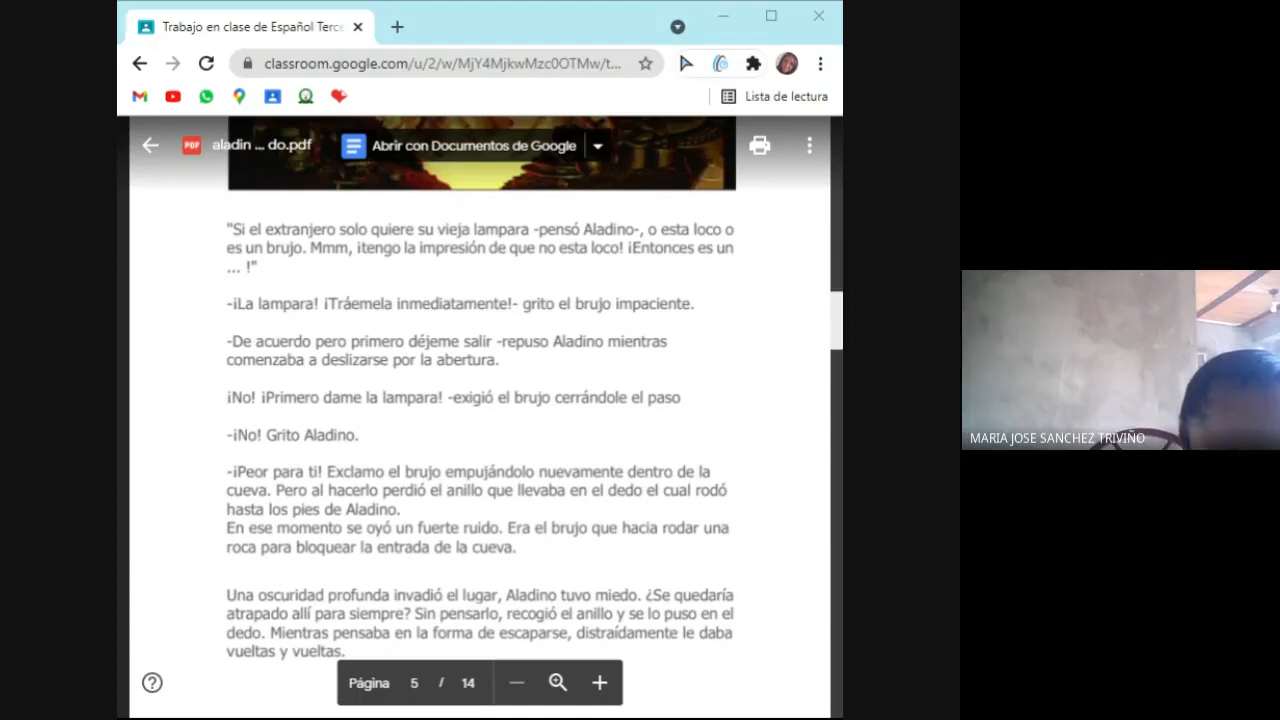 Trabajo en clase de Español Terce
classroom.google.com/u/2/w/MjY4MjkwMzc0OTMw/t...
Lista de lectura
PDF aladin ... do.pdf Abrir con Documentos de Google
"Si el extranjero solo quiere su vieja lampara -pensó Aladino-, o esta loco o
es un brujo. Mmm, ¡tengo la impresión de que no esta loco! ¡Entonces es un
... !"
-¡La lampara! ¡Tráemela inmediatamente!- grito el brujo impaciente.
-De acuerdo pero primero déjeme salir -repuso Aladino mientras
comenzaba a deslizarse por la abertura.
¡No! ¡Primero dame la lampara! -exigió el brujo cerrándole el paso
-¡No! Grito Aladino.
-¡Peor para ti! Exclamo el brujo empujándolo nuevamente dentro de la
cueva. Pero al hacerlo perdió el anillo que llevaba en el dedo el cual rodó
hasta los pies de Aladino.
En ese momento se oyó un fuerte ruido. Era el brujo que hacia rodar una
roca para bloquear la entrada de la cueva.
Una oscuridad profunda invadió el lugar, Aladino tuvo miedo. ¿Se quedaría
atrapado allí para siempre? Sin pensarlo, recogió el anillo y se lo puso en el
dedo. Mientras pensaba en la forma de escaparse, distraídamente le daba
vueltas y vueltas.
Página 5 / 14
MARIA JOSE SANCHEZ TRIVIÑO